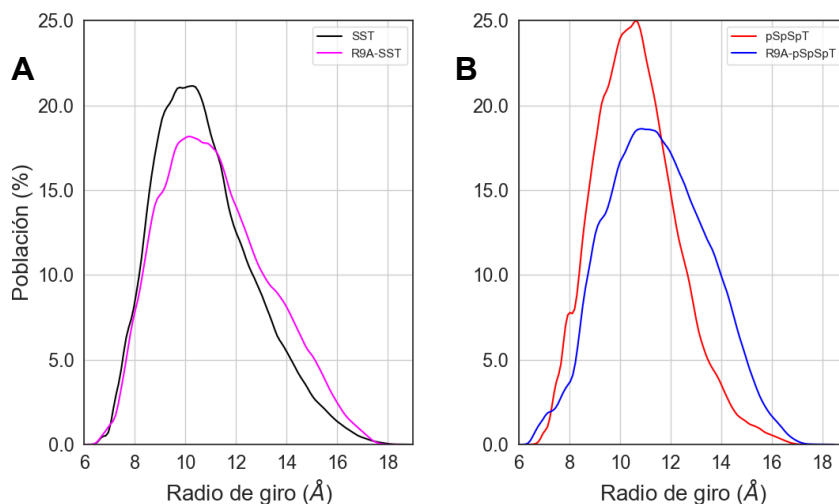 A
B
SST
R9A-SST
pSpSpT
R9A-pSpSpT
Población (%)
25.0
20.0
15.0
10.0
5.0
0.0
6 8 10 12 14 16 18
Radio de giro (Å)
25.0
20.0
15.0
10.0
5.0
0.0
6 8 10 12 14 16 18
Radio de giro (Å)